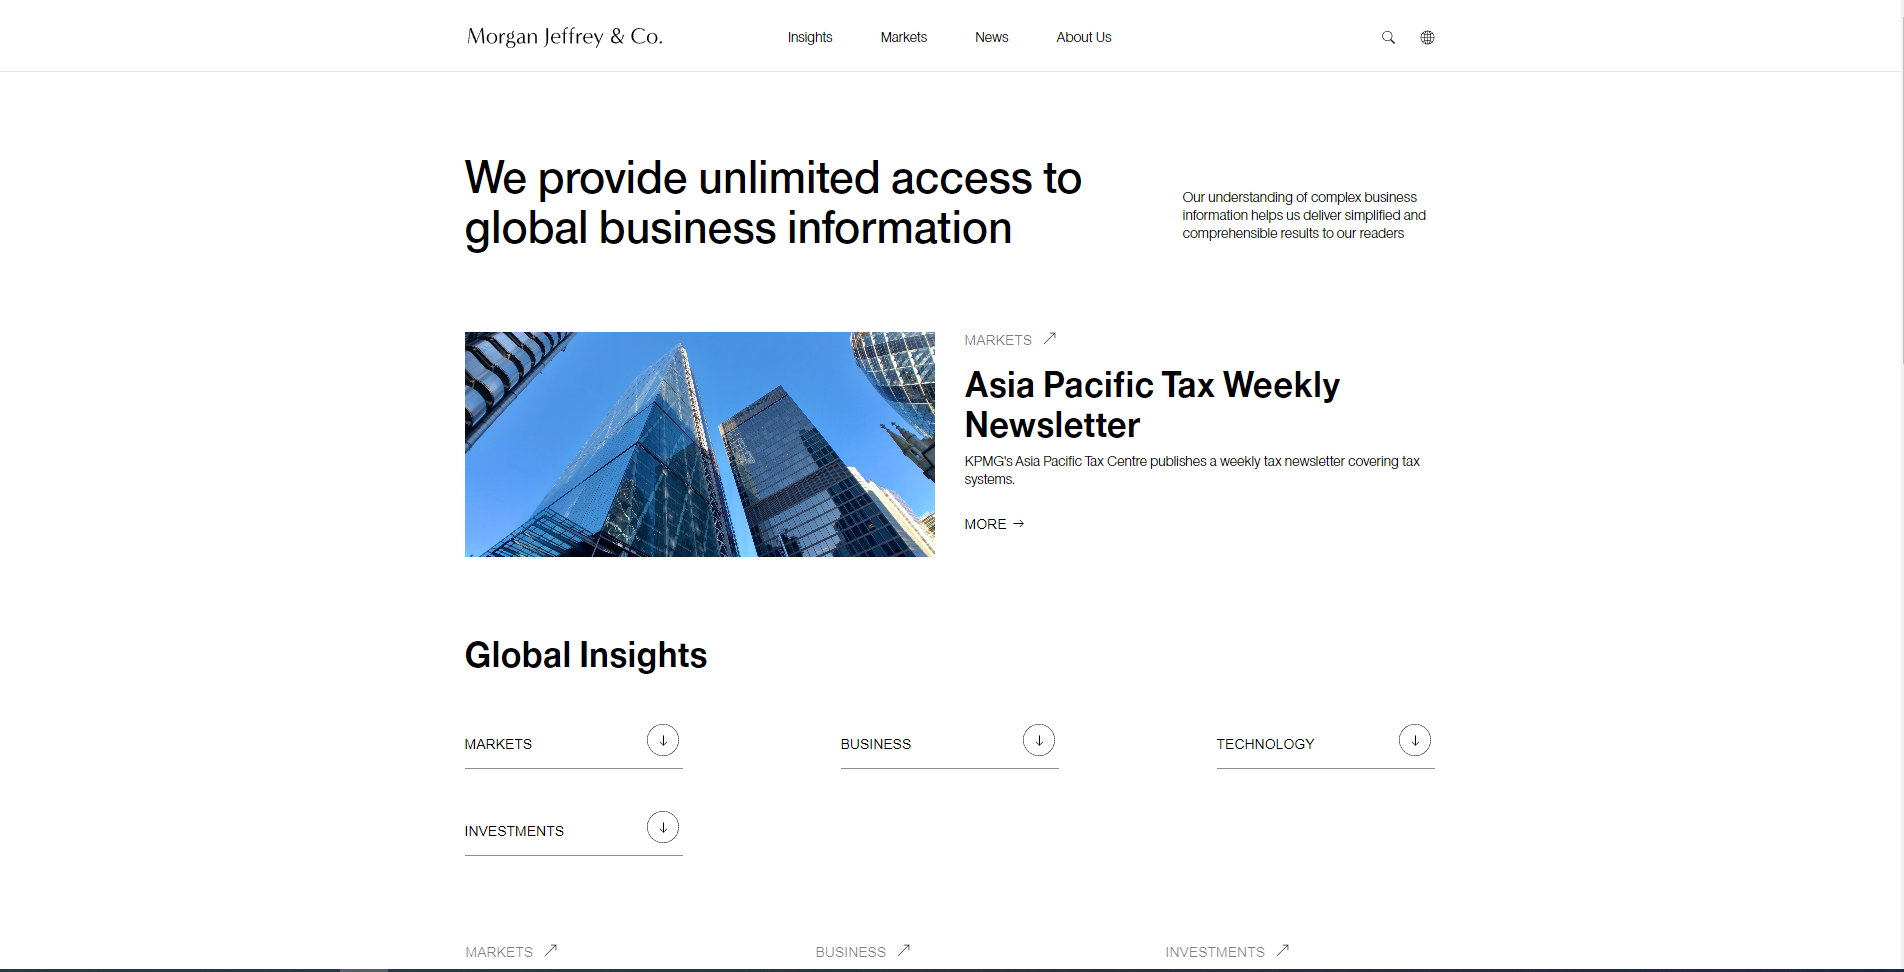 Morgan Jeffrey & Co.
Insights
Markets
News
About Us
We provide unlimited access to
global business information
Our understanding of complex business
information helps us deliver simplified and
comprehensible results to our readers
MARKETS
Asia Pacific Tax Weekly
Newsletter
KPMG's Asia Pacific Tax Centre publishes a weekly tax newsletter covering tax
systems.
MORE
Global Insights
MARKETS
BUSINESS
TECHNOLOGY
INVESTMENTS
MARKETS
BUSINESS
INVESTMENTS